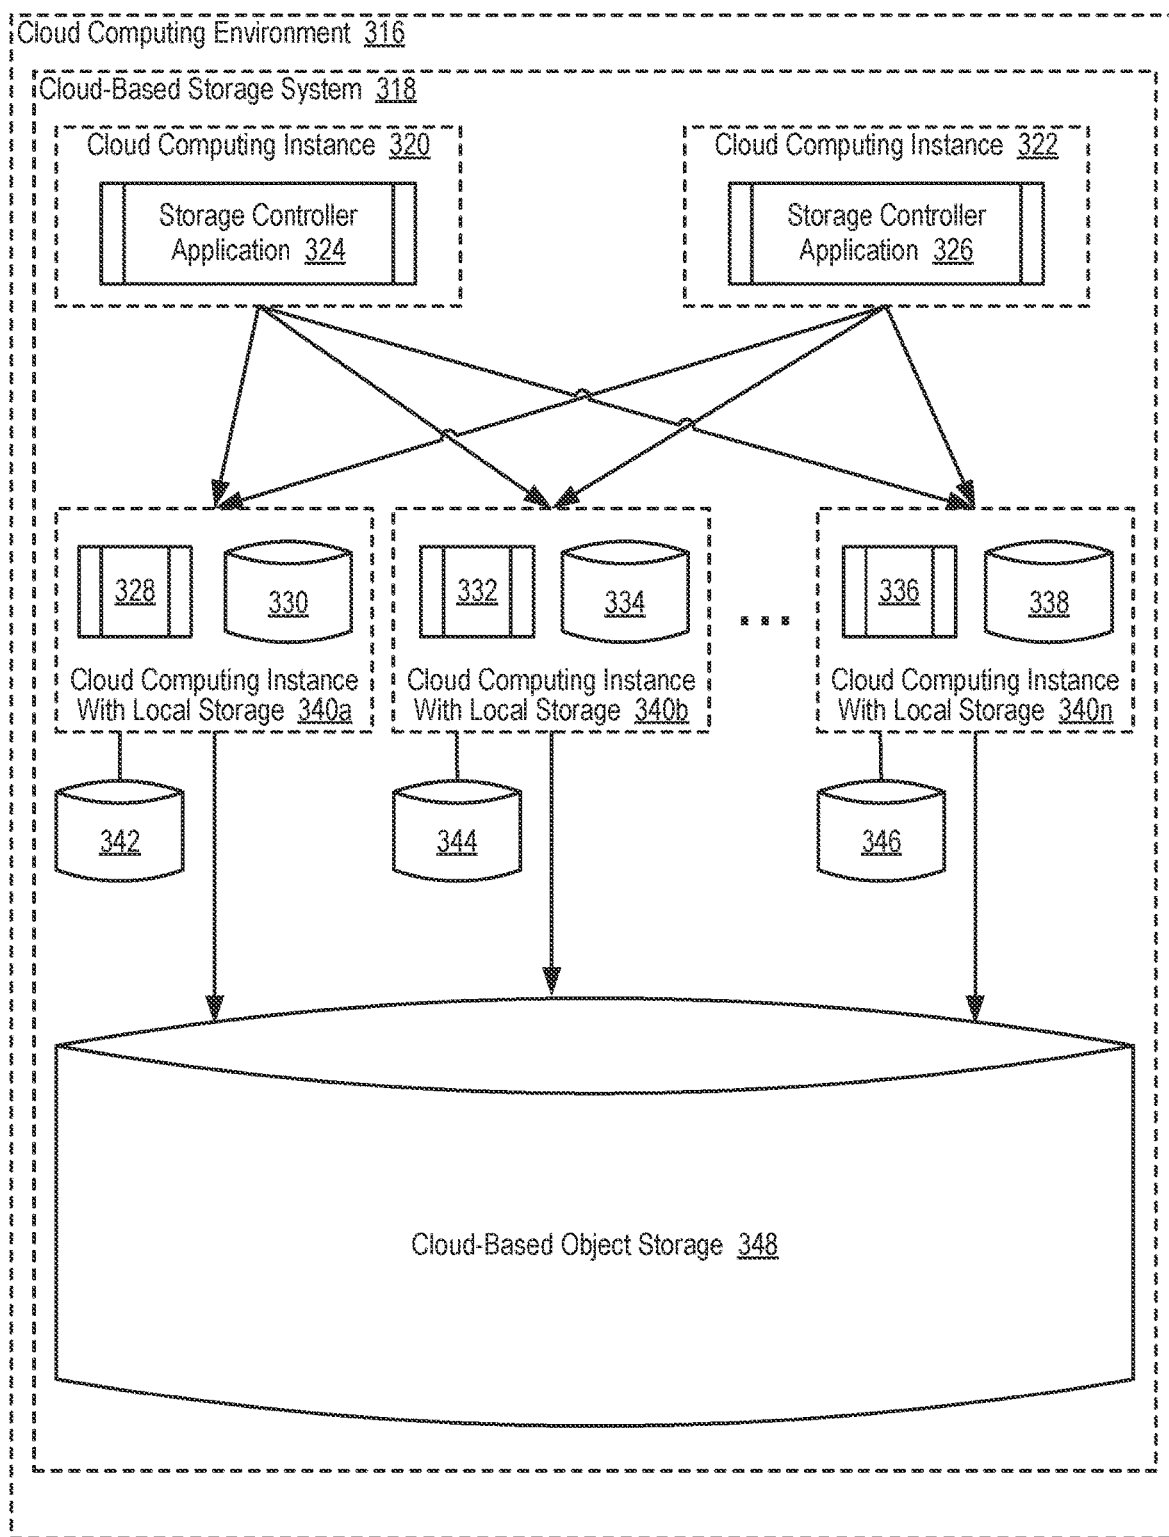 Cloud Computing Environment 316
Cloud-Based Storage System 318
Cloud Computing Instance 320
Storage Controller
Application 324
Cloud Computing Instance 322
Storage Controller
Application 326
328
330
Cloud Computing Instance
With Local Storage 340a
332
334
Cloud Computing Instance
With Local Storage 340b
...
336
338
Cloud Computing Instance
With Local Storage 340n
342
344
346
Cloud-Based Object Storage 348